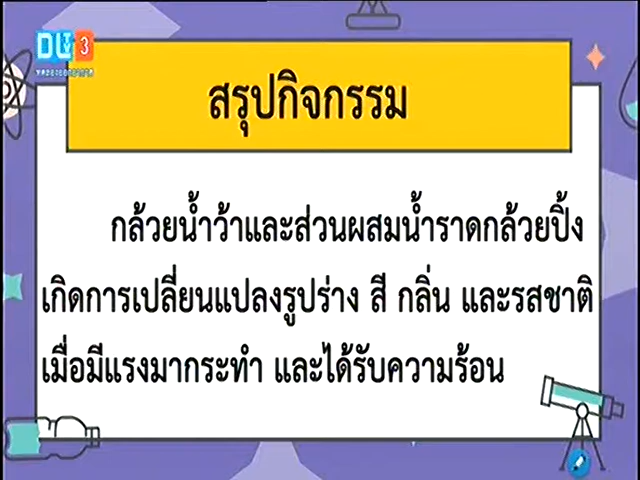 DLTV 3
สรุปกิจกรรม
กล้วยน้ำว้าและส่วนผสมน้ำราดกล้วยปิ้ง
เกิดการเปลี่ยนแปลงรูปร่าง สี กลิ่น และรสชาติ
เมื่อมีแรงมากระทำ และได้รับความร้อน